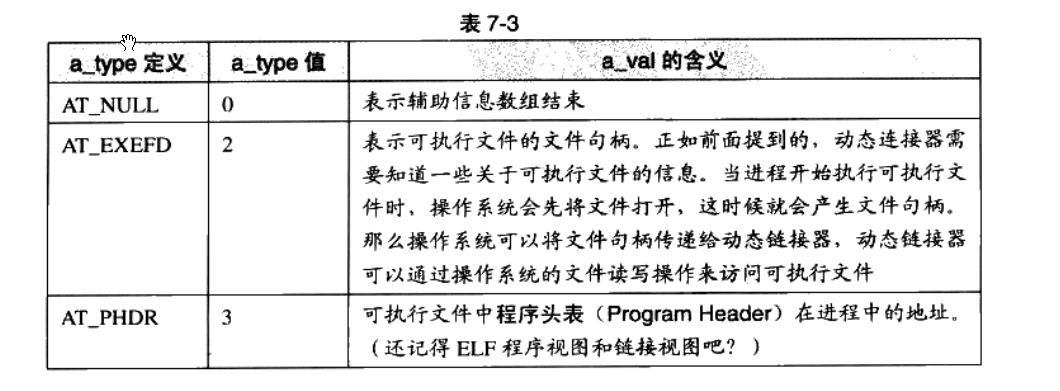 表 7-3
a_type 定义 a_type 值 a_val 的含义
AT_NULL 0 表示辅助信息数组结束
AT_EXEFD 2 表示可执行文件的文件句柄。正如前面提到的，动态连接器需
要知道一些关于可执行文件的信息。当进程开始执行可执行文
件时，操作系统会先将文件打开，这时候就会产生文件句柄。
那么操作系统可以将文件句柄传递给动态链接器，动态链接器
可以通过操作系统的文件读写操作来访问可执行文件
AT_PHDR 3 可执行文件中程序头表（Program Header）在进程中的地址。
（还记得 ELF 程序视图和链接视图吧？）